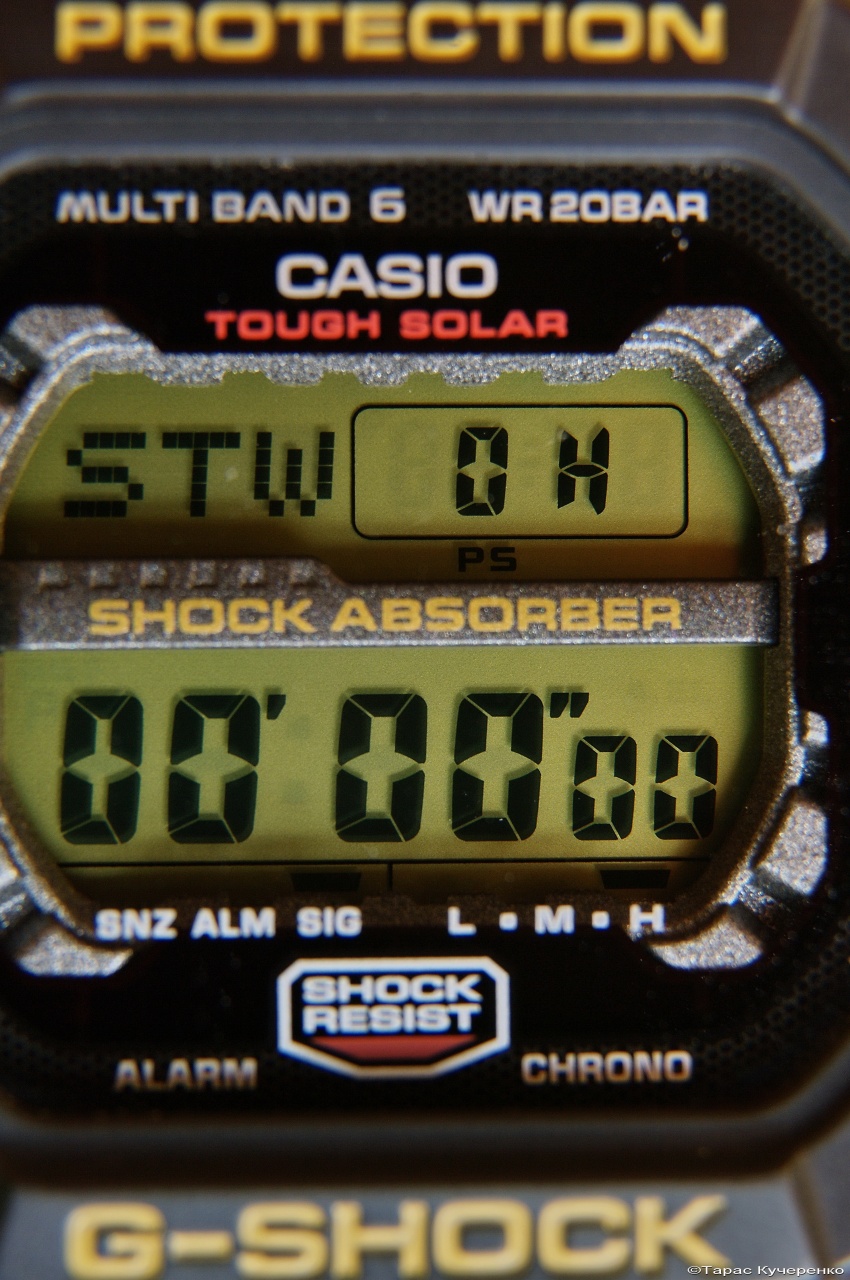 PROTECTION
MULTI BAND 6 WR20BAR
CASIO
TOUGH SOLAR
STW 0 H
PS
SHOCK ABSORBER
00'00"00
SNZ ALM SIG L ▪ M ▪ H
SHOCK
RESIST
ALARM CHRONO
G-SHOCK
©Тарас Кучеренко